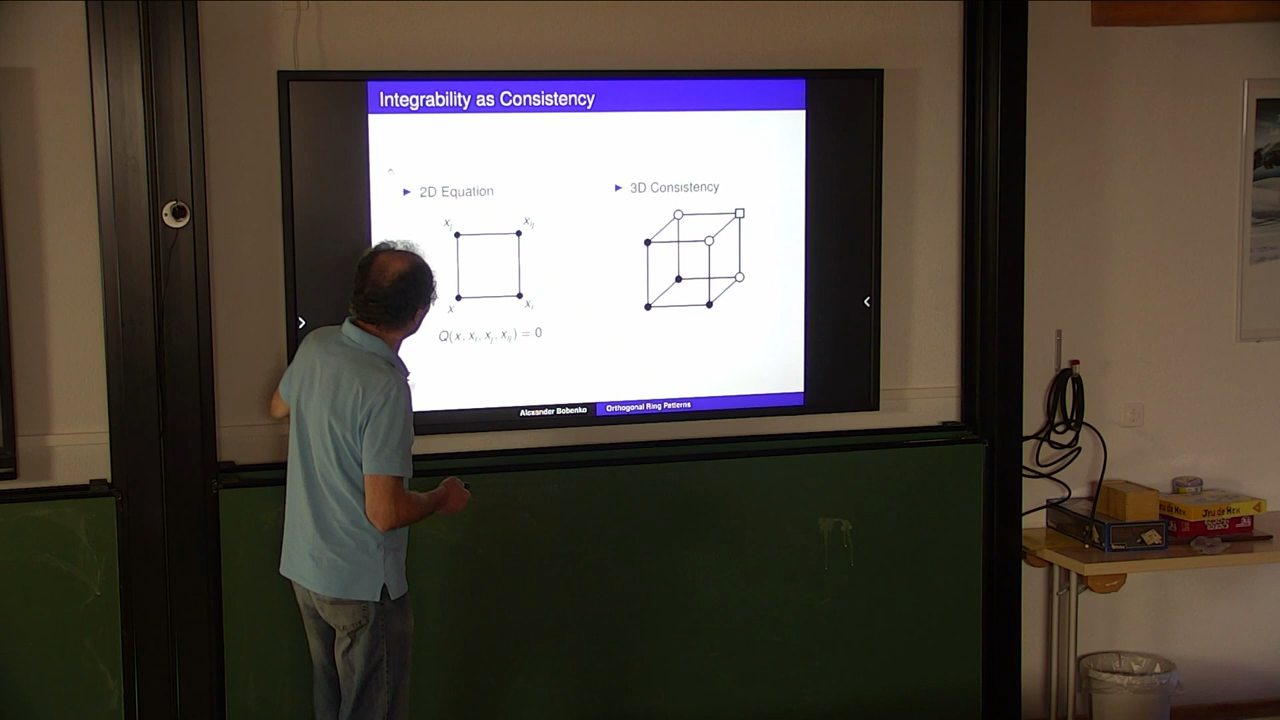 Integrability as Consistency
▶ 2D Equation
▶ 3D Consistency
x_j x_ij
x x_i
Q(x, x_i, x_j, x_ij) = 0
Alexander Bobenko Orthogonal Ring Patterns
Jeu de Hex